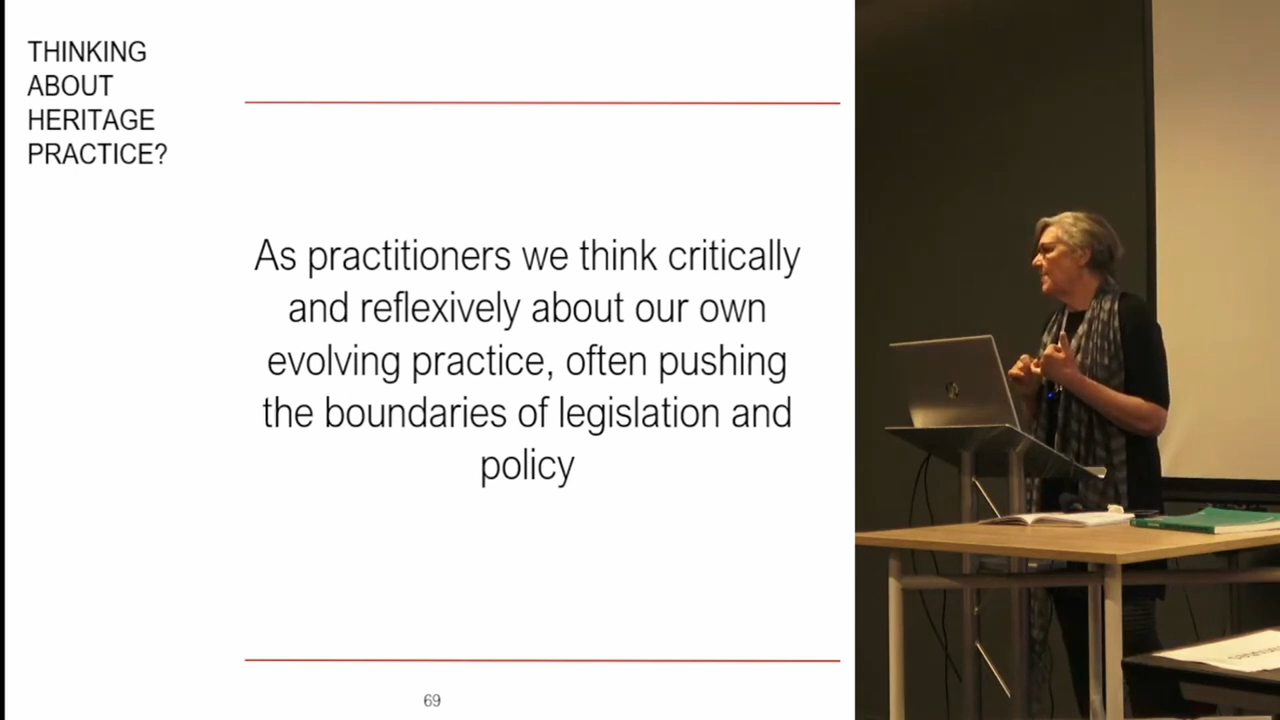 THINKING
ABOUT
HERITAGE
PRACTICE?
As practitioners we think critically
and reflexively about our own
evolving practice, often pushing
the boundaries of legislation and
policy
69
hp